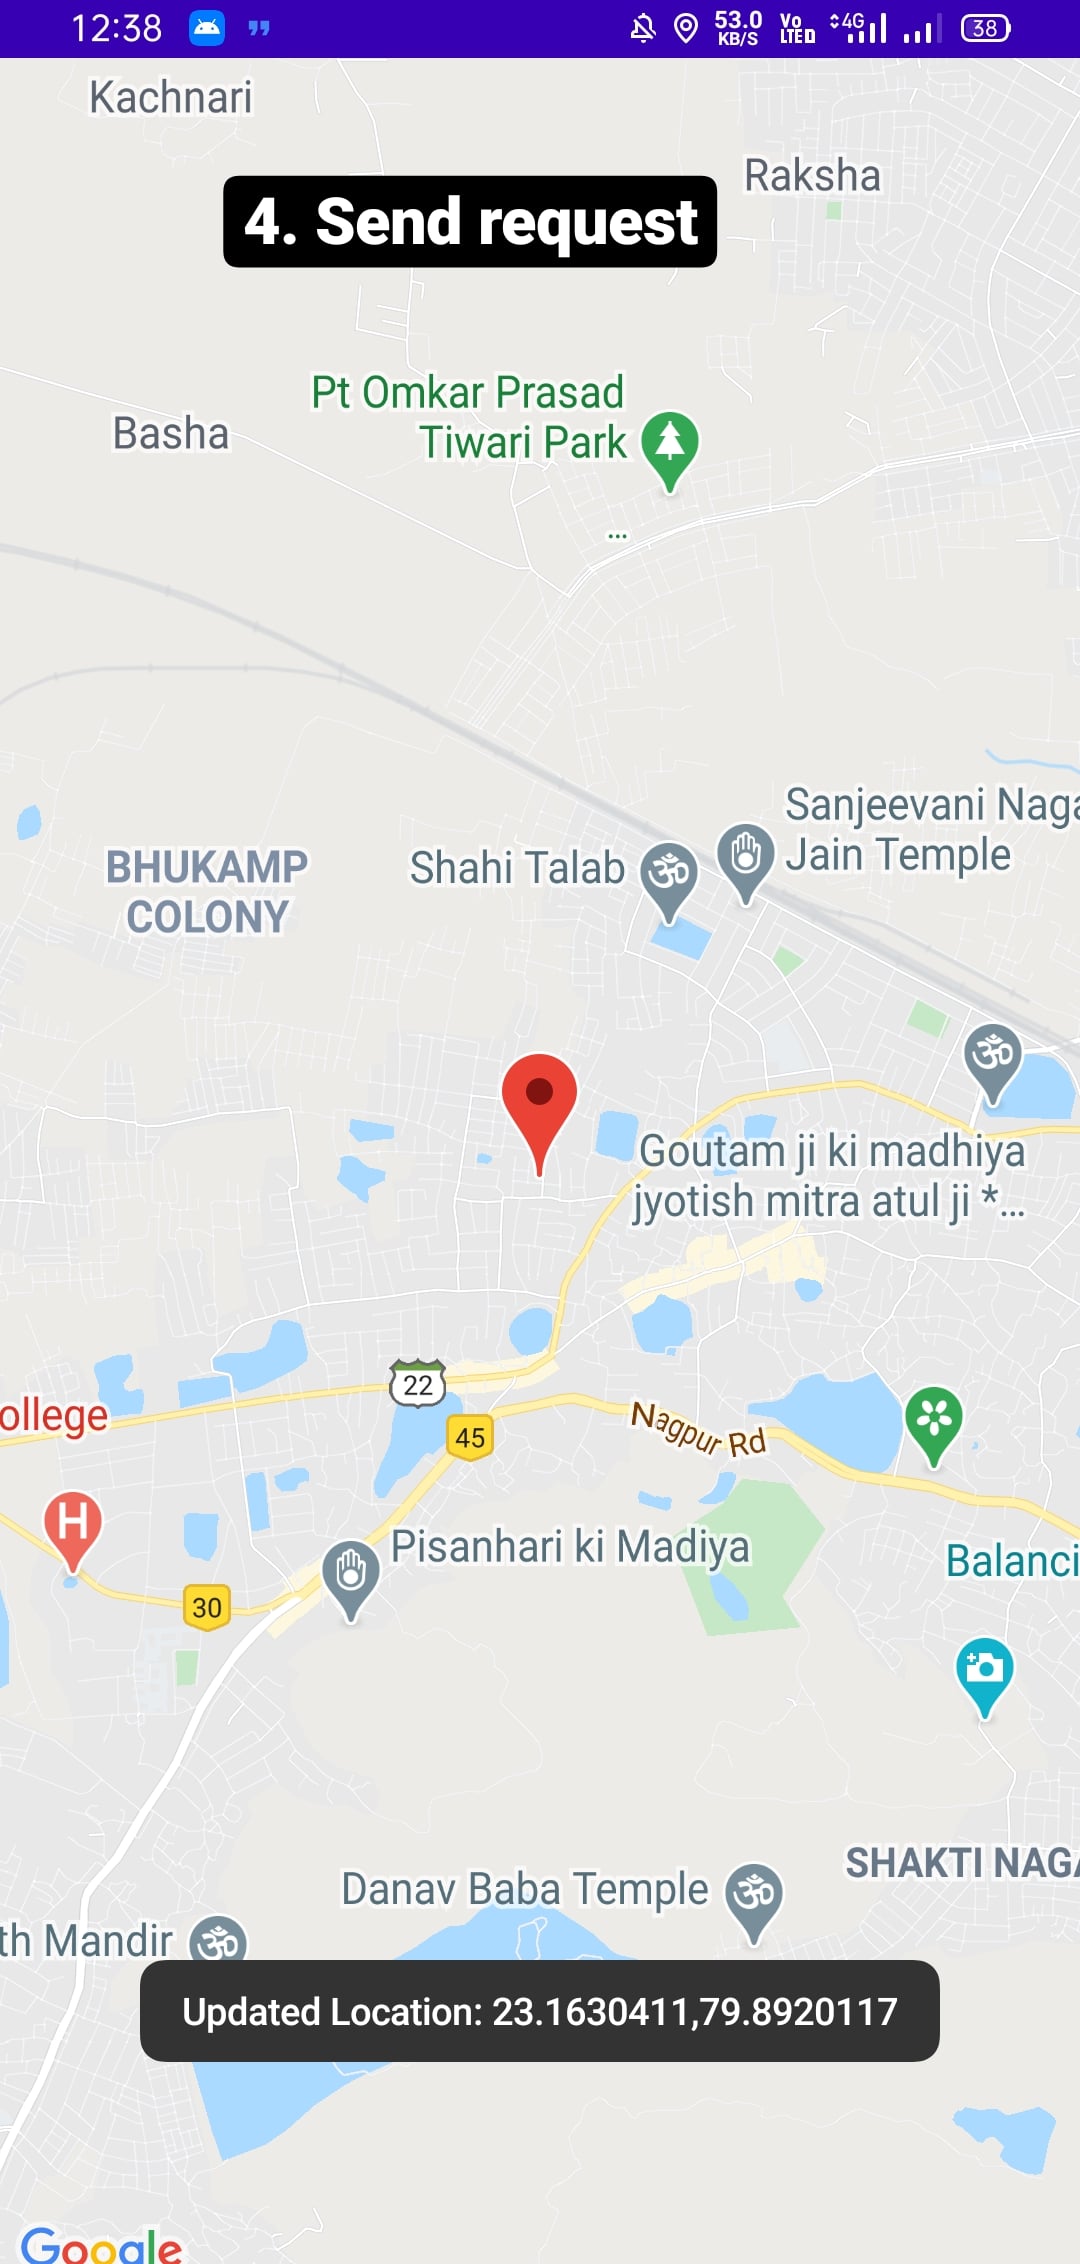 12:38
53.0
KB/S
Vo
LTE
4G
38
Kachnari
Raksha
4. Send request
Pt Omkar Prasad
Tiwari Park
Basha
...
Sanjeevani Naga
Jain Temple
Shahi Talab
BHUKAMP
COLONY
ॐ
ॐ
Goutam ji ki madhiya
jyotish mitra atul ji *...
22
ollege
45
Nagpur Rd
H
Pisanhari ki Madiya
Balanci
30
SHAKTI NAGA
Danav Baba Temple
ॐ
th Mandir
ॐ
Updated Location: 23.1630411,79.8920117
Google